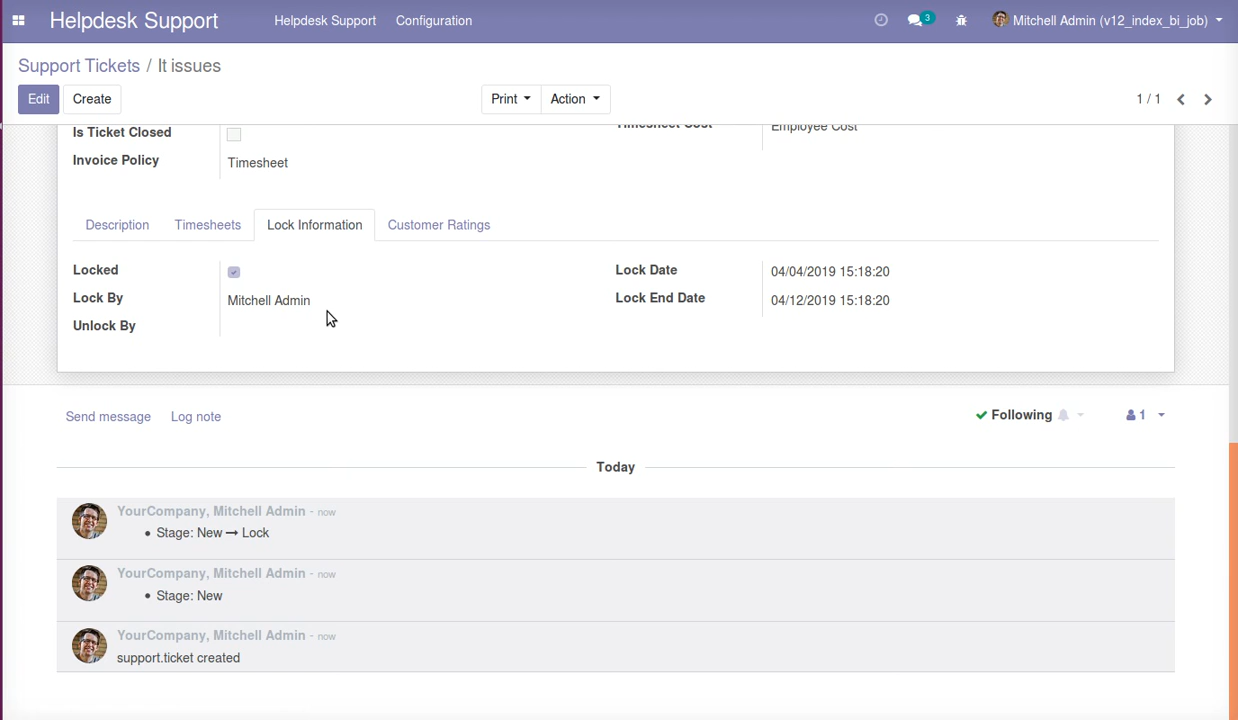 Helpdesk Support Helpdesk Support Configuration 3 Mitchell Admin (v12_index_bi_job)
Support Tickets / It issues
Edit Create Print Action 1 / 1
Is Ticket Closed Timesheet Cost Employee Cost
Invoice Policy Timesheet
Description Timesheets Lock Information Customer Ratings
Locked Lock Date 04/04/2019 15:18:20
Lock By Mitchell Admin Lock End Date 04/12/2019 15:18:20
Unlock By
Send message Log note Following 1
Today
YourCompany, Mitchell Admin - now
• Stage: New → Lock
YourCompany, Mitchell Admin - now
• Stage: New
YourCompany, Mitchell Admin - now
support.ticket created